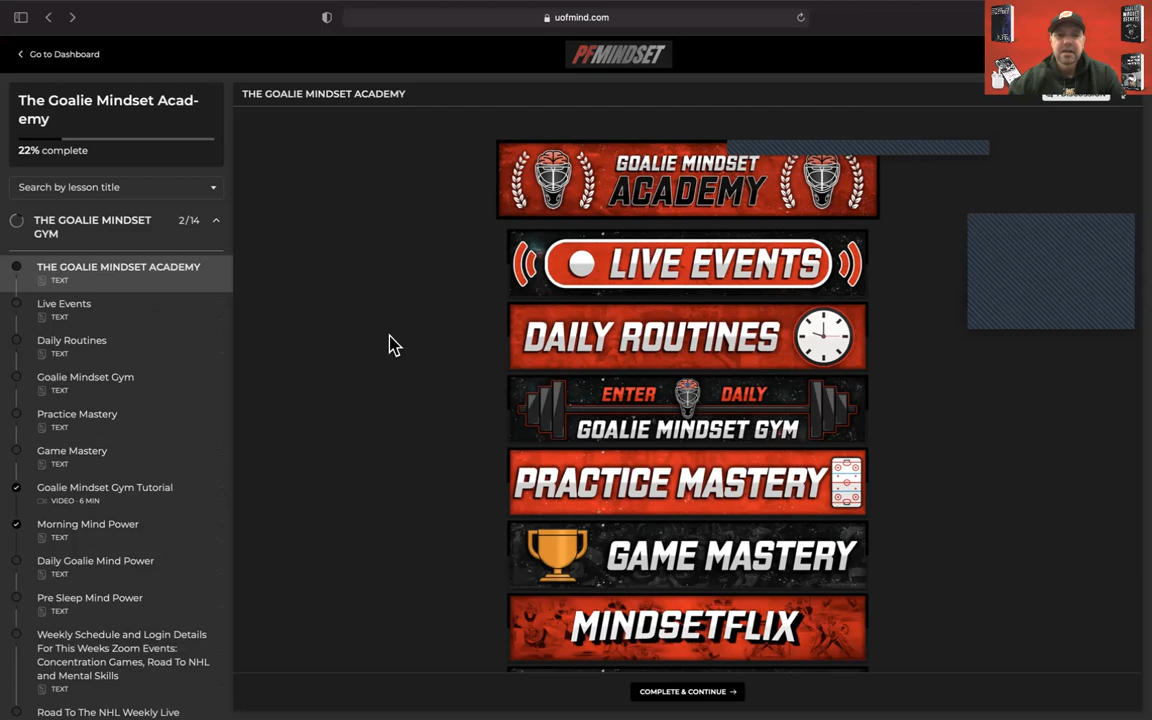 uofmind.com
Go to Dashboard
PFMINDSET
The Goalie Mindset Acad-
emy
22% complete
Search by lesson title
THE GOALIE MINDSET
GYM
2/14
THE GOALIE MINDSET ACADEMY
TEXT
Live Events
TEXT
Daily Routines
TEXT
Goalie Mindset Gym
TEXT
Practice Mastery
TEXT
Game Mastery
TEXT
Goalie Mindset Gym Tutorial
VIDEO · 6 MIN
Morning Mind Power
TEXT
Daily Goalie Mind Power
TEXT
Pre Sleep Mind Power
TEXT
Weekly Schedule and Login Details
For This Weeks Zoom Events:
Concentration Games, Road To NHL
and Mental Skills
TEXT
Road To The NHL Weekly Live
THE GOALIE MINDSET ACADEMY
GOALIE MINDSET
ACADEMY
LIVE EVENTS
DAILY ROUTINES
ENTER DAILY
GOALIE MINDSET GYM
PRACTICE MASTERY
GAME MASTERY
MINDSETFLIX
COMPLETE & CONTINUE →